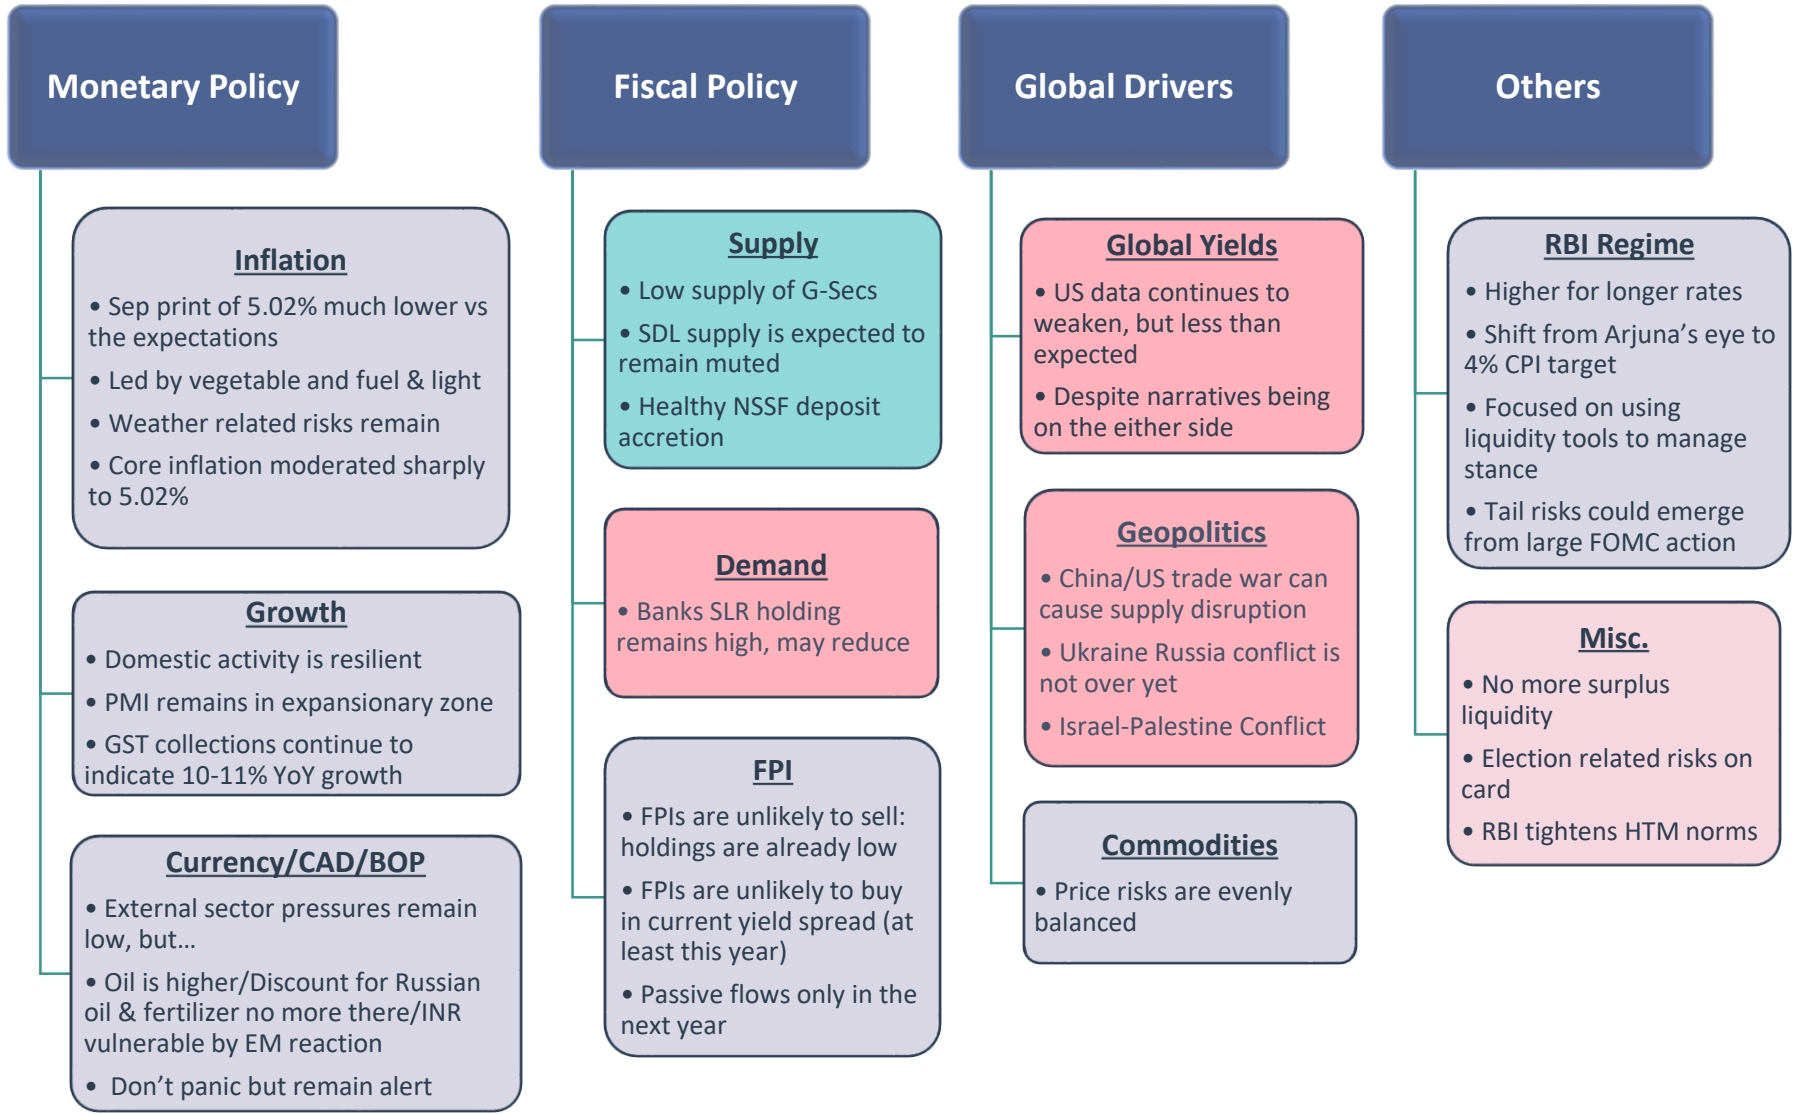 Monetary Policy
Inflation
• Sep print of 5.02% much lower vs
the expectations
• Led by vegetable and fuel & light
• Weather related risks remain
• Core inflation moderated sharply
to 5.02%
Growth
• Domestic activity is resilient
• PMI remains in expansionary zone
• GST collections continue to
indicate 10-11% YoY growth
Currency/CAD/BOP
• External sector pressures remain
low, but…
• Oil is higher/Discount for Russian
oil & fertilizer no more there/INR
vulnerable by EM reaction
• Don’t panic but remain alert
Fiscal Policy
Supply
• Low supply of G-Secs
• SDL supply is expected to
remain muted
• Healthy NSSF deposit
accretion
Demand
• Banks SLR holding
remains high, may reduce
FPI
• FPIs are unlikely to sell:
holdings are already low
• FPIs are unlikely to buy
in current yield spread (at
least this year)
• Passive flows only in the
next year
Global Drivers
Global Yields
• US data continues to
weaken, but less than
expected
• Despite narratives being
on the either side
Geopolitics
• China/US trade war can
cause supply disruption
• Ukraine Russia conflict is
not over yet
• Israel-Palestine Conflict
Commodities
• Price risks are evenly
balanced
Others
RBI Regime
• Higher for longer rates
• Shift from Arjuna’s eye to
4% CPI target
• Focused on using
liquidity tools to manage
stance
• Tail risks could emerge
from large FOMC action
Misc.
• No more surplus
liquidity
• Election related risks on
card
• RBI tightens HTM norms